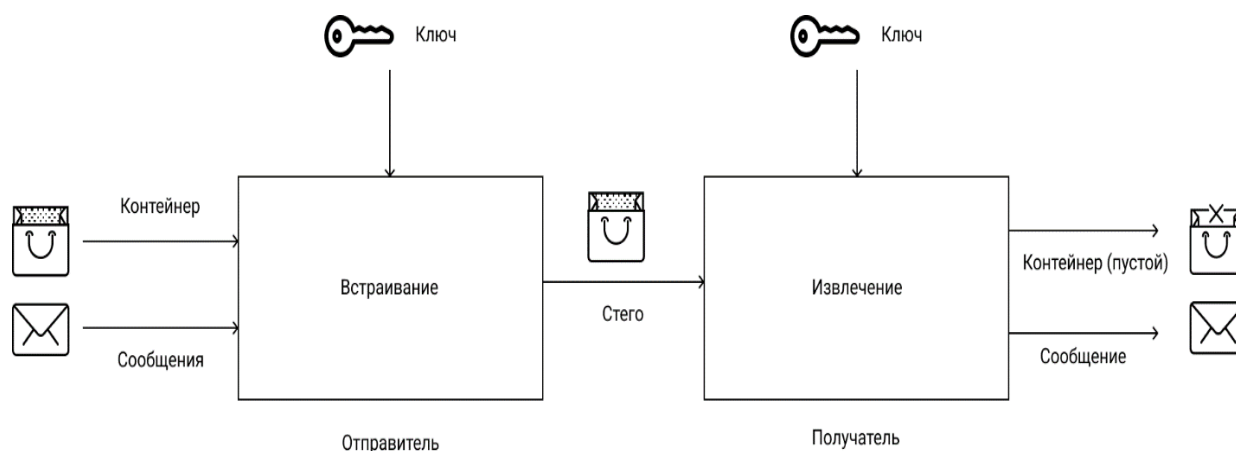 Ключ
Ключ
Контейнер
Сообщения
Встраивание
Стего
Извлечение
Контейнер (пустой)
Сообщение
Отправитель
Получатель